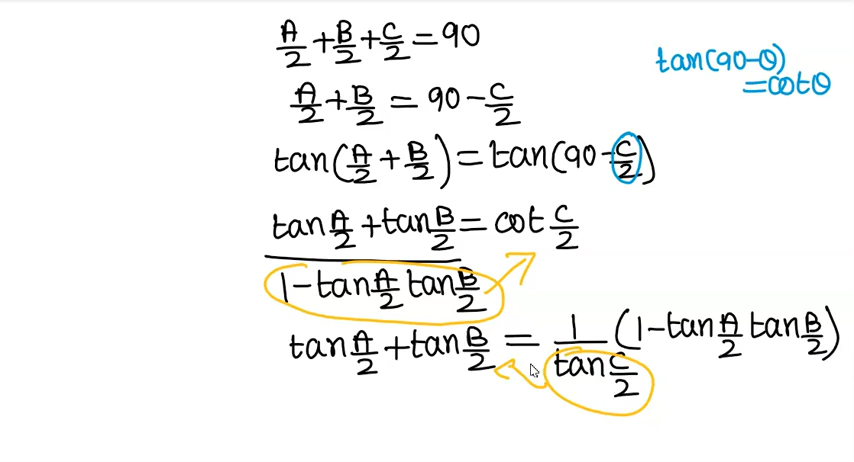 A/2 + B/2 + C/2 = 90
tan(90-θ)
= cotθ
A/2 + B/2 = 90 - C/2
tan(A/2 + B/2) = tan(90 - C/2)
tan A/2 + tan B/2 = cot C/2
1 - tan A/2 tan B/2
tan A/2 + tan B/2 = 1/tan C/2 (1 - tan A/2 tan B/2)